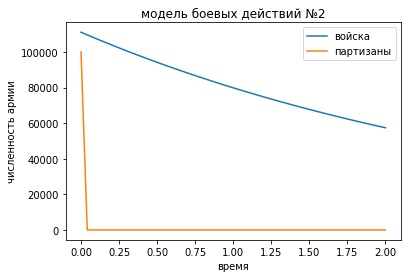 модель боевых действий №2
войска
партизаны
численность армии
100000
80000
60000
40000
20000
0
0.00 0.25 0.50 0.75 1.00 1.25 1.50 1.75 2.00
время